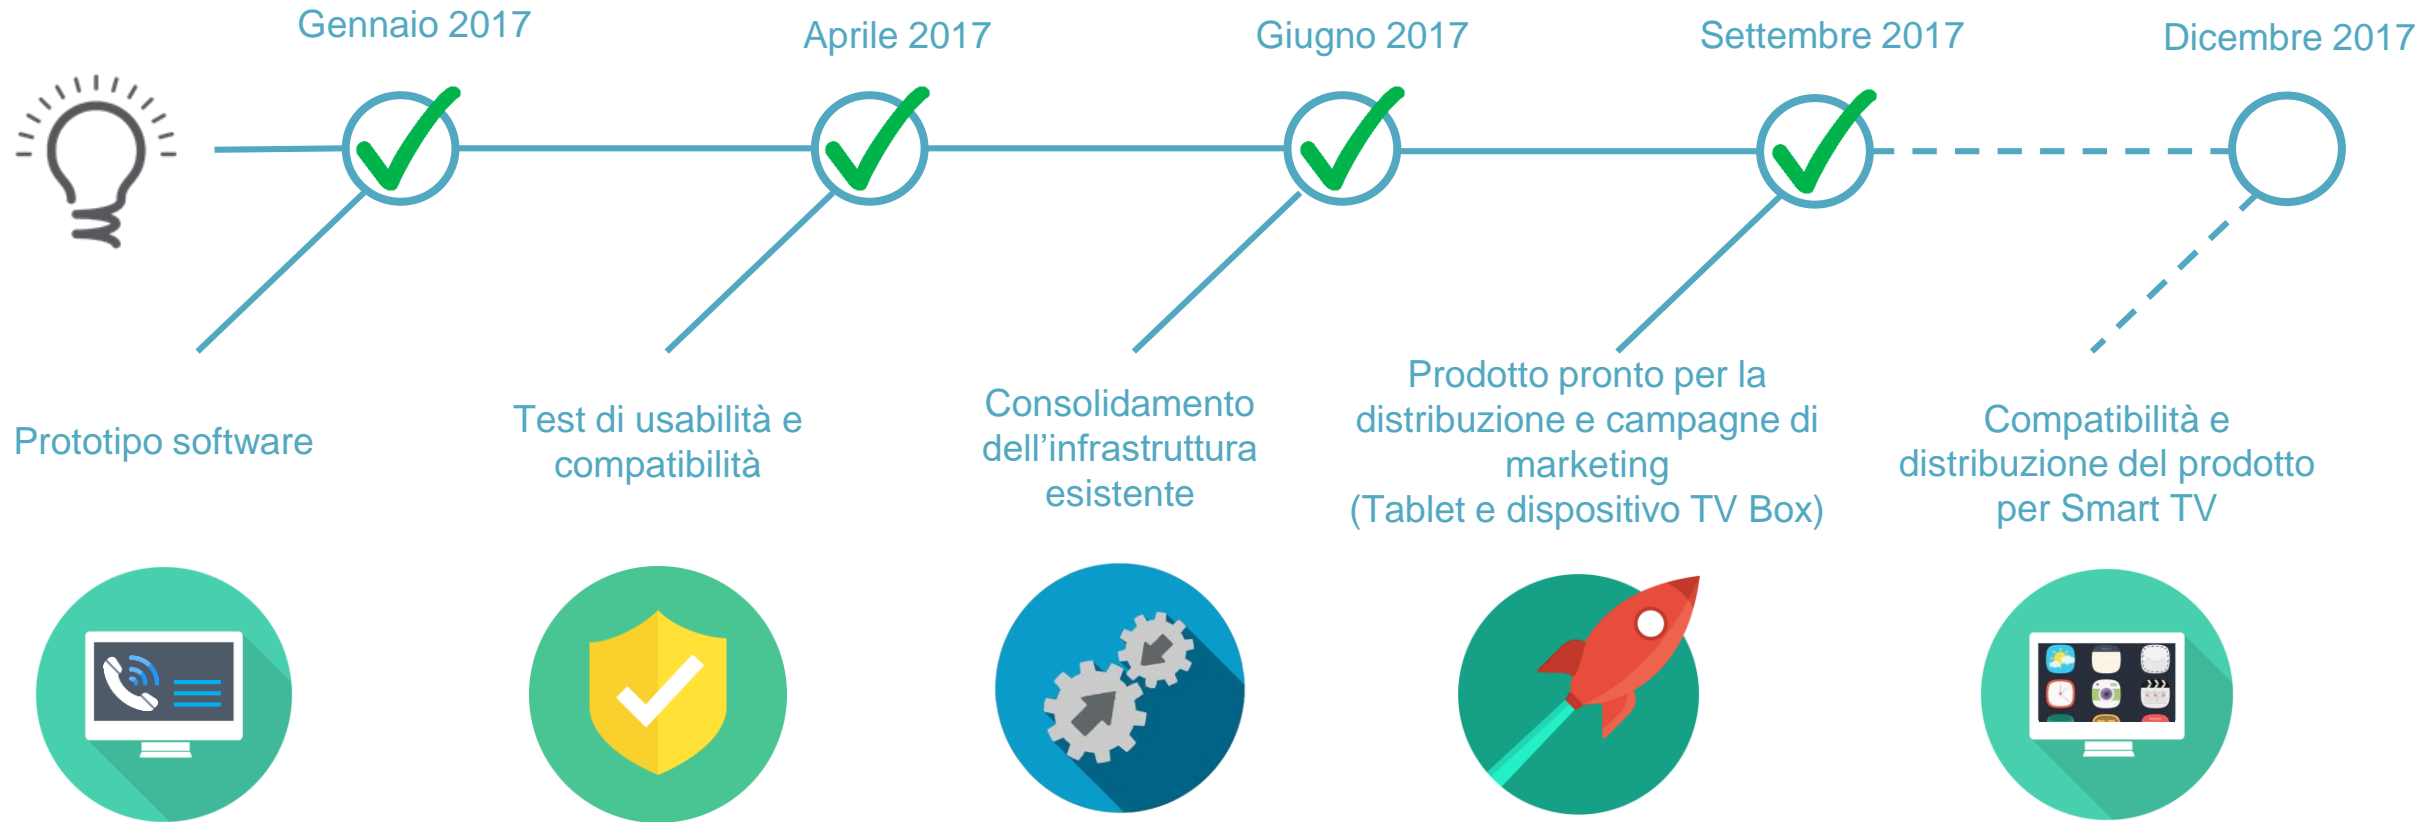 Gennaio 2017
Aprile 2017
Giugno 2017
Settembre 2017
Dicembre 2017
Prototipo software
Test di usabilità e
compatibilità
Consolidamento
dell’infrastruttura
esistente
Prodotto pronto per la
distribuzione e campagne di
marketing
(Tablet e dispositivo TV Box)
Compatibilità e
distribuzione del prodotto
per Smart TV